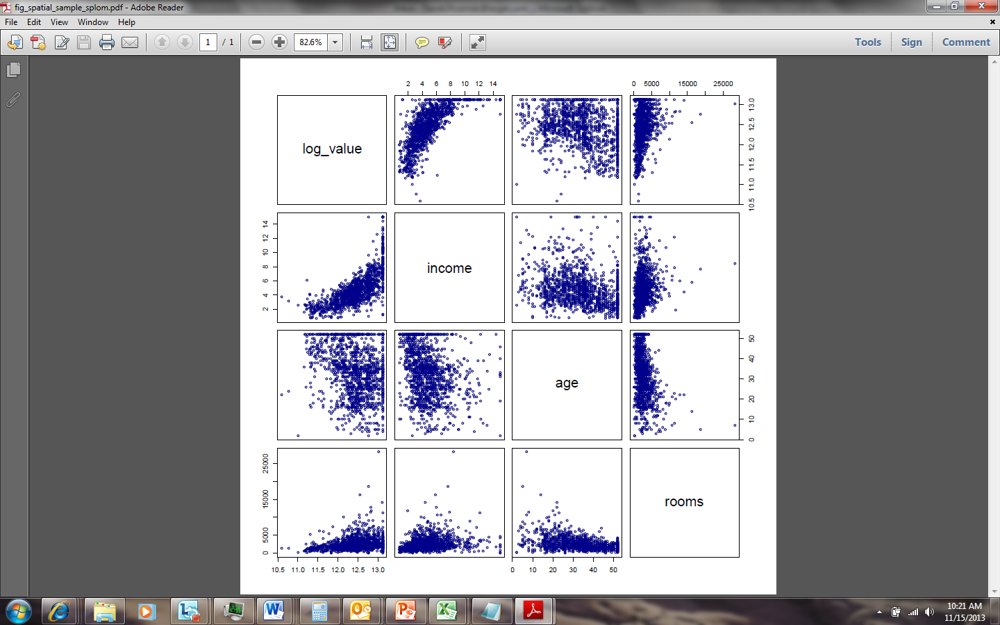 fig_spatial_sample_splom.pdf - Adobe Reader
File Edit View Window Help
1 / 1 82.6% Tools Sign Comment
2 4 6 8 10 12 14
0 5000 15000 25000
log_value
10.5 11.0 11.5 12.0 12.5 13.0
2 4 6 8 10 12 14
income
age
0 10 20 30 40 50
0 5000 15000 25000
rooms
10.5 11.0 11.5 12.0 12.5 13.0
0 10 20 30 40 50
10:21 AM
11/15/2013